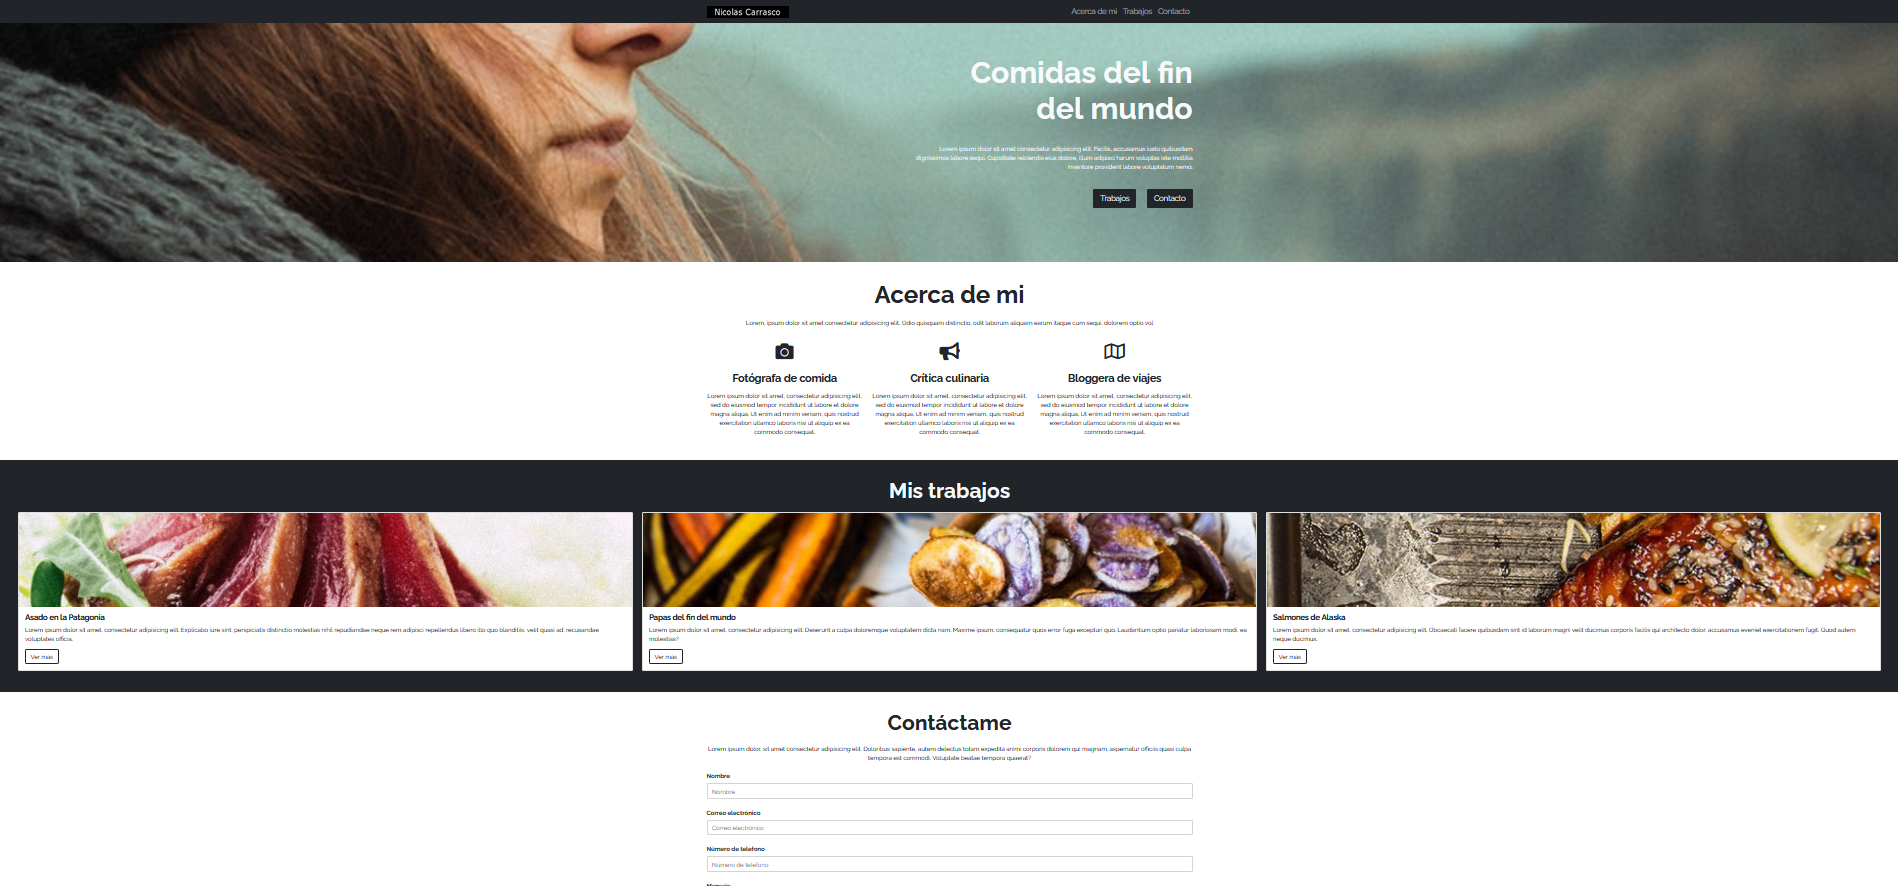 Nicolas Carrasco
Acerca de mi Trabajos Contacto
Comidas del fin
del mundo
Lorem ipsum dolor sit amet consectetur adipisicing elit. Facilis, accusamus iusto quibusdam
dignissimos labore sequi. Cupiditate reiciendis eius dolore, illum adipisci harum voluptas iste mollitia
inventore provident labore voluptatum nemo.
Trabajos Contacto
Acerca de mi
Lorem, ipsum dolor sit amet consectetur adipisicing elit. Odio quisquam distinctio, odit laborum aliquam earum itaque cum sequi, dolorem optio vol
Fotógrafa de comida
Lorem ipsum dolor sit amet, consectetur adipisicing elit,
sed do eiusmod tempor incididunt ut labore et dolore
magna aliqua. Ut enim ad minim veniam, quis nostrud
exercitation ullamco laboris nisi ut aliquip ex ea
commodo consequat.
Crítica culinaria
Lorem ipsum dolor sit amet, consectetur adipisicing elit,
sed do eiusmod tempor incididunt ut labore et dolore
magna aliqua. Ut enim ad minim veniam, quis nostrud
exercitation ullamco laboris nisi ut aliquip ex ea
commodo consequat.
Bloggera de viajes
Lorem ipsum dolor sit amet, consectetur adipisicing elit,
sed do eiusmod tempor incididunt ut labore et dolore
magna aliqua. Ut enim ad minim veniam, quis nostrud
exercitation ullamco laboris nisi ut aliquip ex ea
commodo consequat.
Mis trabajos
Asado en la Patagonia
Lorem ipsum dolor sit amet, consectetur adipisicing elit. Explicabo iure sint, perspiciatis distinctio molestias nihil repudiandae neque rem adipisci repellendus libero illo quo blanditiis, velit quasi ad, recusandae
voluptates officia.
Ver más
Papas del fin del mundo
Lorem ipsum dolor sit amet, consectetur adipisicing elit. Deserunt a culpa doloremque voluptatem dicta nam. Maxime ipsum, consequatur quos error fuga excepturi quo. Laudantium optio pariatur laboriosam modi, ea
molestias?
Ver más
Salmones de Alaska
Lorem ipsum dolor sit amet, consectetur adipisicing elit. Obcaecati facere quibusdam sint id laborum magni velit ducimus corporis facilis qui architecto dolor, accusamus eveniet exercitationem fugit. Quod autem
neque ducimus.
Ver más
Contáctame
Lorem ipsum dolor, sit amet consectetur adipisicing elit. Doloribus sapiente, autem delectus totam expedita animi corporis dolorem qui magnam, aspernatur officiis quasi culpa
tempora est commodi. Voluptate beatae tempora quaerat?
Nombre
Nombre
Correo electrónico
Correo electrónico
Número de telefono
Número de telefono